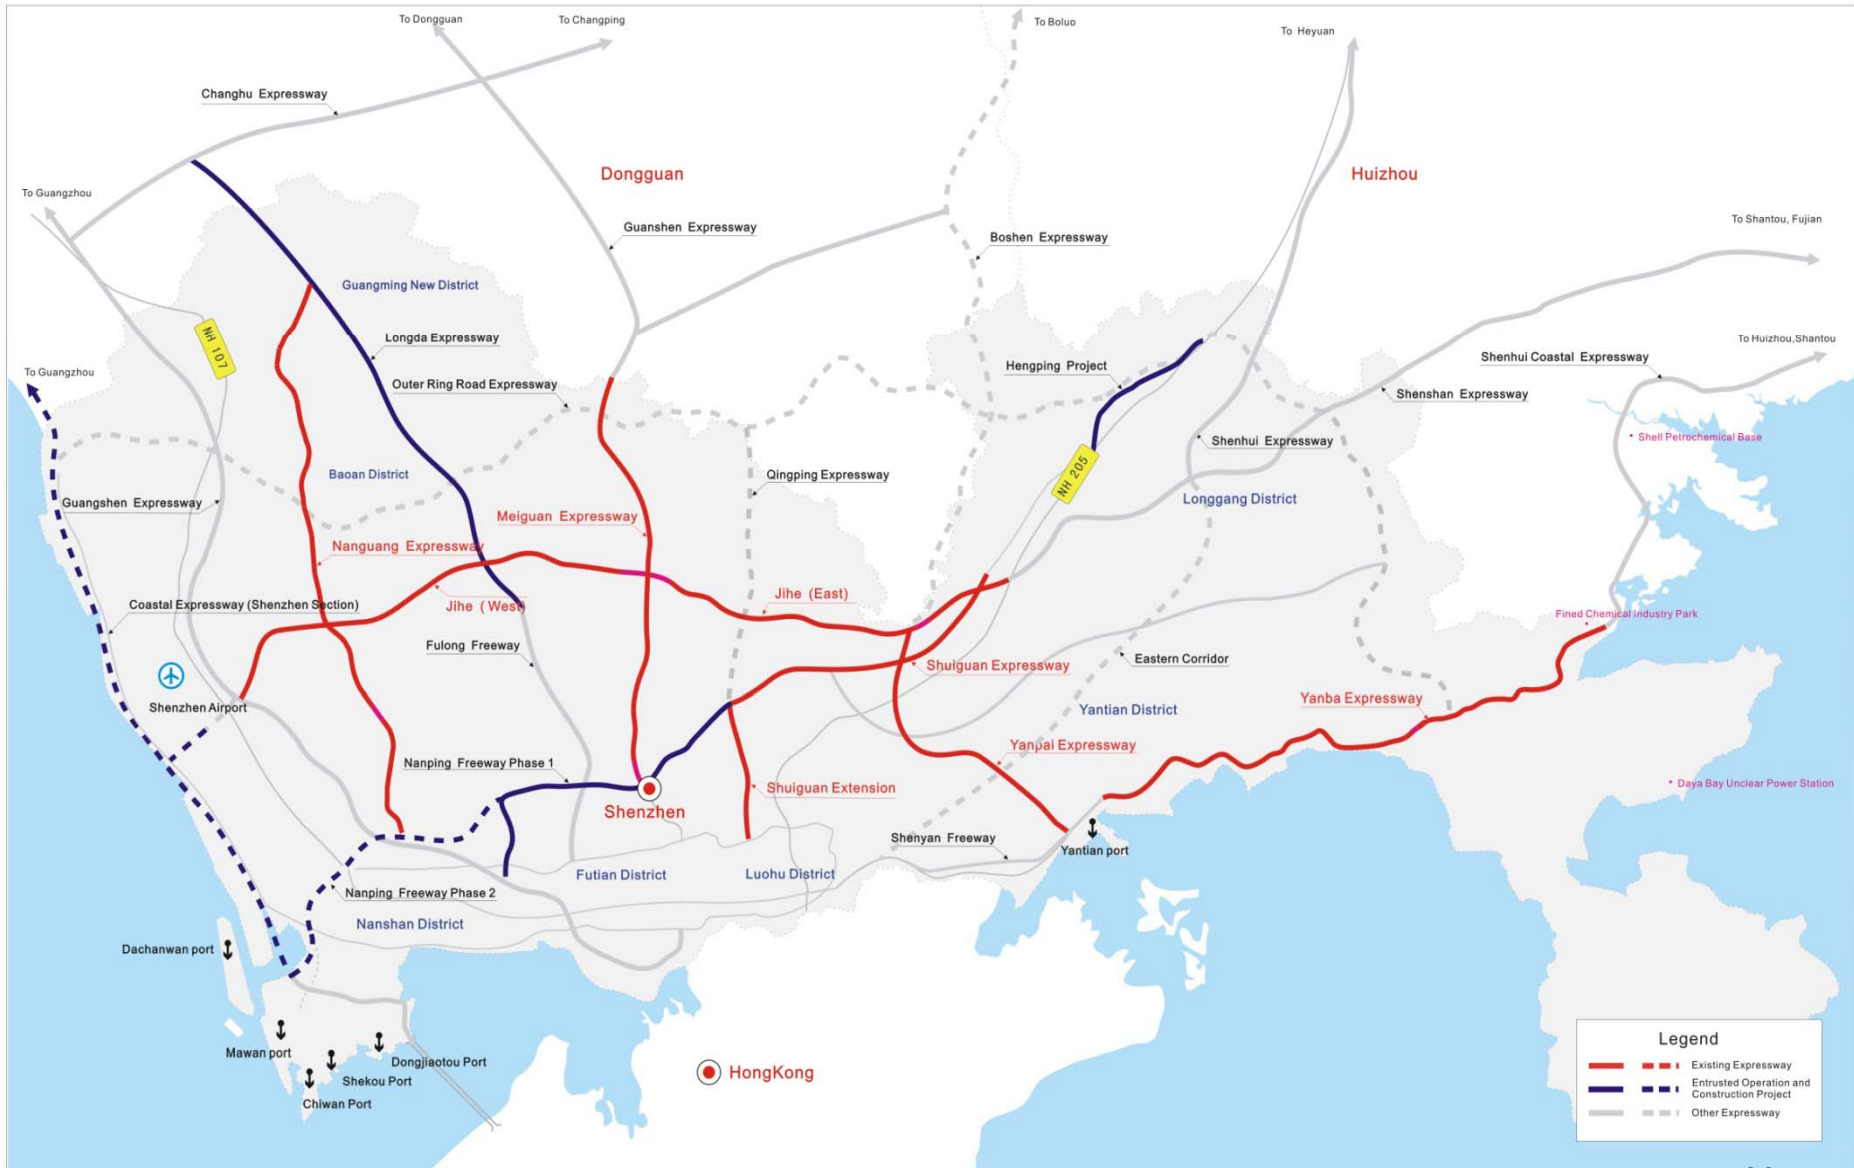 To Dongguan
To Changping
To Boluo
To Heyuan
Changhu Expressway
Dongguan
Huizhou
To Guangzhou
To Shantou, Fujian
Guanshen Expressway
Boshen Expressway
Guangming New District
NH 107
Longda Expressway
To Huizhou,Shantou
Shenhui Coastal Expressway
To Guangzhou
Outer Ring Road Expressway
Hengping Project
Shenshan Expressway
Shell Petrochemical Base
Shenhui Expressway
Baoan District
Qingping Expressway
NH 205
Longgang District
Guangshen Expressway
Meiguan Expressway
Nanguang Expressway
Coastal Expressway (Shenzhen Section)
Jihe ( West)
Jihe (East)
Fined Chemical Industry Park
Fulong Freeway
Shuiguan Expressway
Eastern Corridor
Shenzhen Airport
Yantian District
Yanba Expressway
Yanpai Expressway
Nanping Freeway Phase 1
Shuiguan Extension
Daya Bay Unclear Power Station
Shenzhen
Shenyan Freeway
Yantian port
Futian District
Luohu District
Nanping Freeway Phase 2
Nanshan District
Dachanwan port
Mawan port
Dongjiaotou Port
Shekou Port
Chiwan Port
HongKong
Legend
Existing Expressway
Entrusted Operation and
Construction Project
Other Expressway